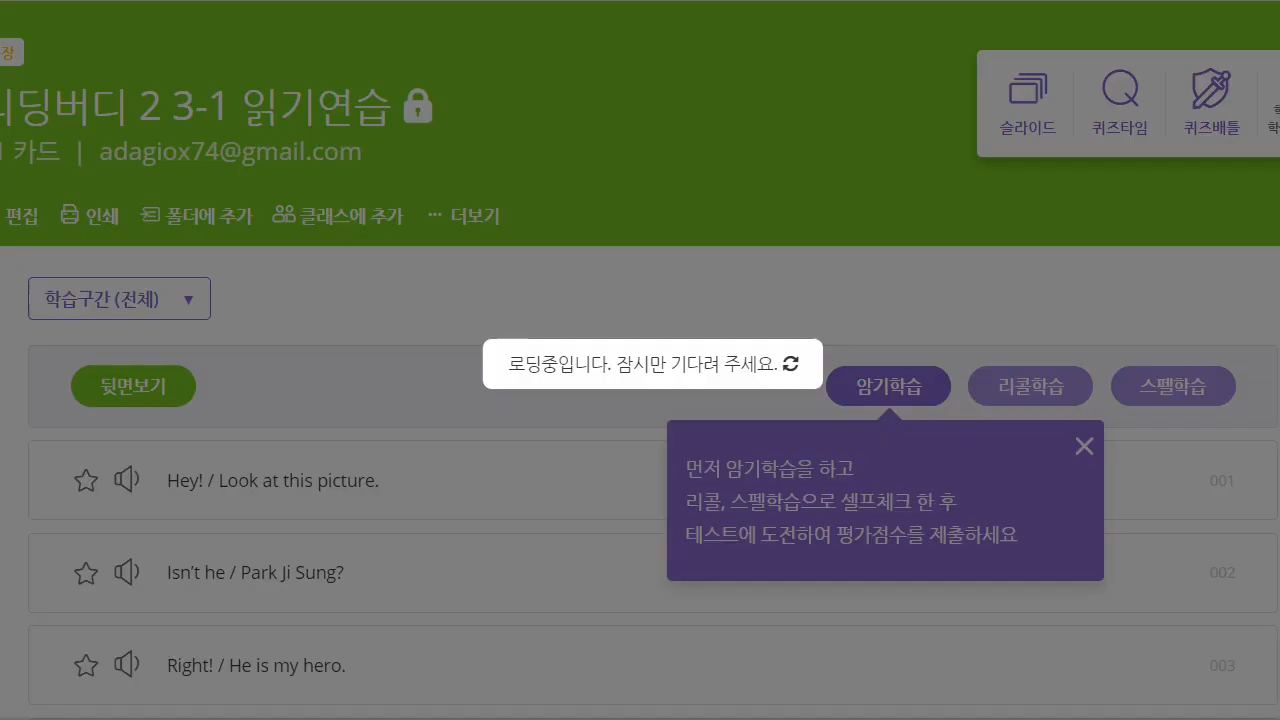 장
리딩버디 2 3-1 읽기연습
카드 | adagiox74@gmail.com
편집 인쇄 폴더에 추가 클래스에 추가 ··· 더보기
슬라이드 퀴즈타임 퀴즈배틀
학습구간 (전체) ▼
로딩중입니다. 잠시만 기다려 주세요.
뒷면보기 암기학습 리콜학습 스펠학습
먼저 암기학습을 하고
리콜, 스펠학습으로 셀프체크 한 후
테스트에 도전하여 평가점수를 제출하세요
Hey! / Look at this picture. 001
Isn’t he / Park Ji Sung? 002
Right! / He is my hero. 003